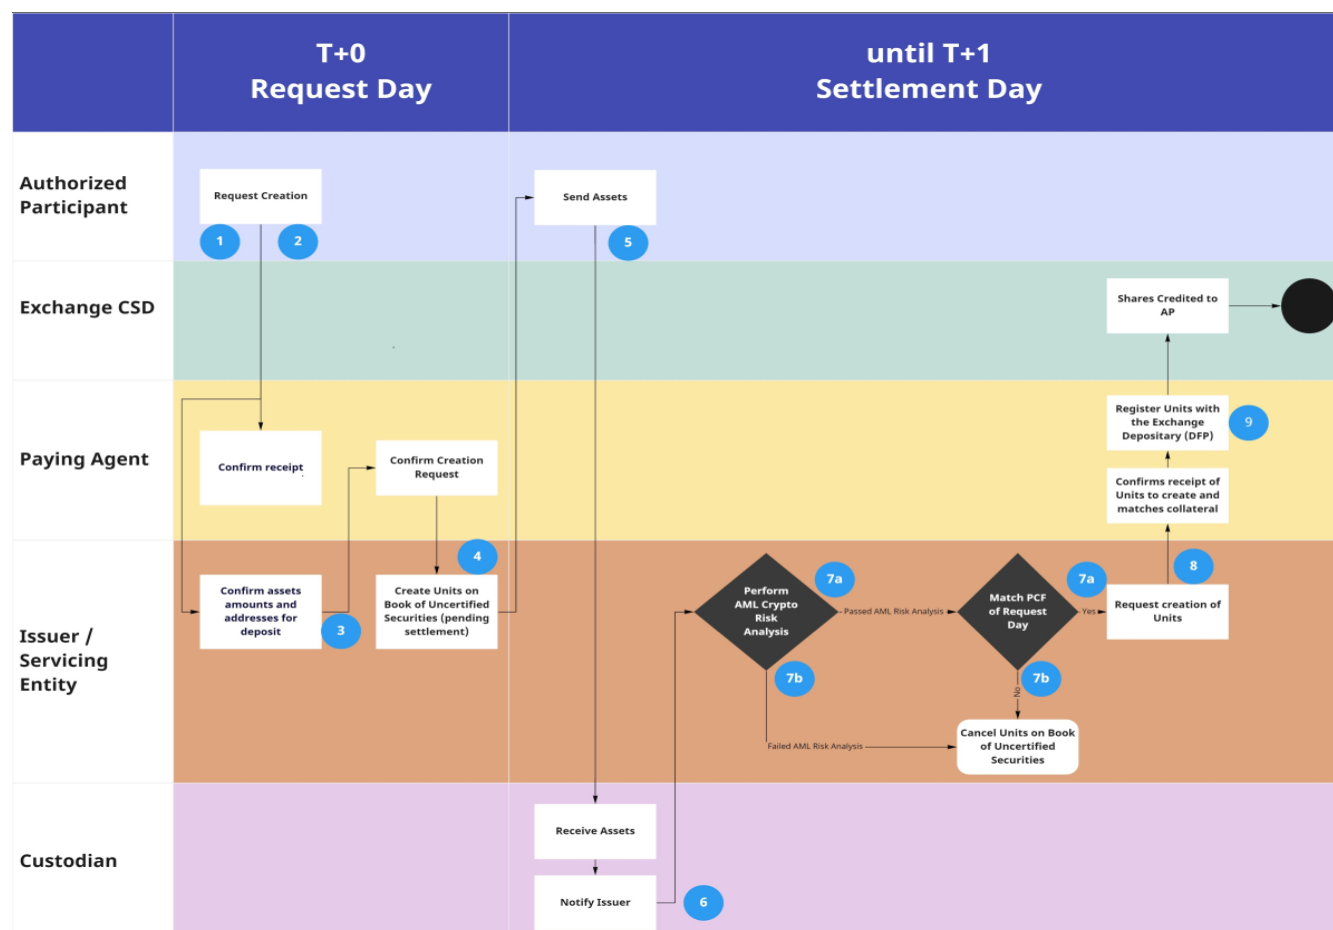 T+0
Request Day
until T+1
Settlement Day
Authorized
Participant
Request Creation
1
2
Send Assets
5
Exchange CSD
Shares Credited to
AP
Paying Agent
Confirm receipt
Confirm Creation
Request
Register Units with
the Exchange
Depositary (DFP)
9
Confirms receipt of
Units to create and
matches collateral
Issuer /
Servicing
Entity
Confirm assets
amounts and
addresses for
deposit
3
4
Create Units on
Book of Uncertified
Securities (pending
settlement)
Perform
AML Crypto
Risk
Analysis
7a
7b
Passed AML Risk Analysis
Failed AML Risk Analysis
Match PCF
of Request
Day
7a
7b
Yes
No
8
Request creation of
Units
Cancel Units on Book
of Uncertified
Securities
Custodian
Receive Assets
Notify Issuer
6